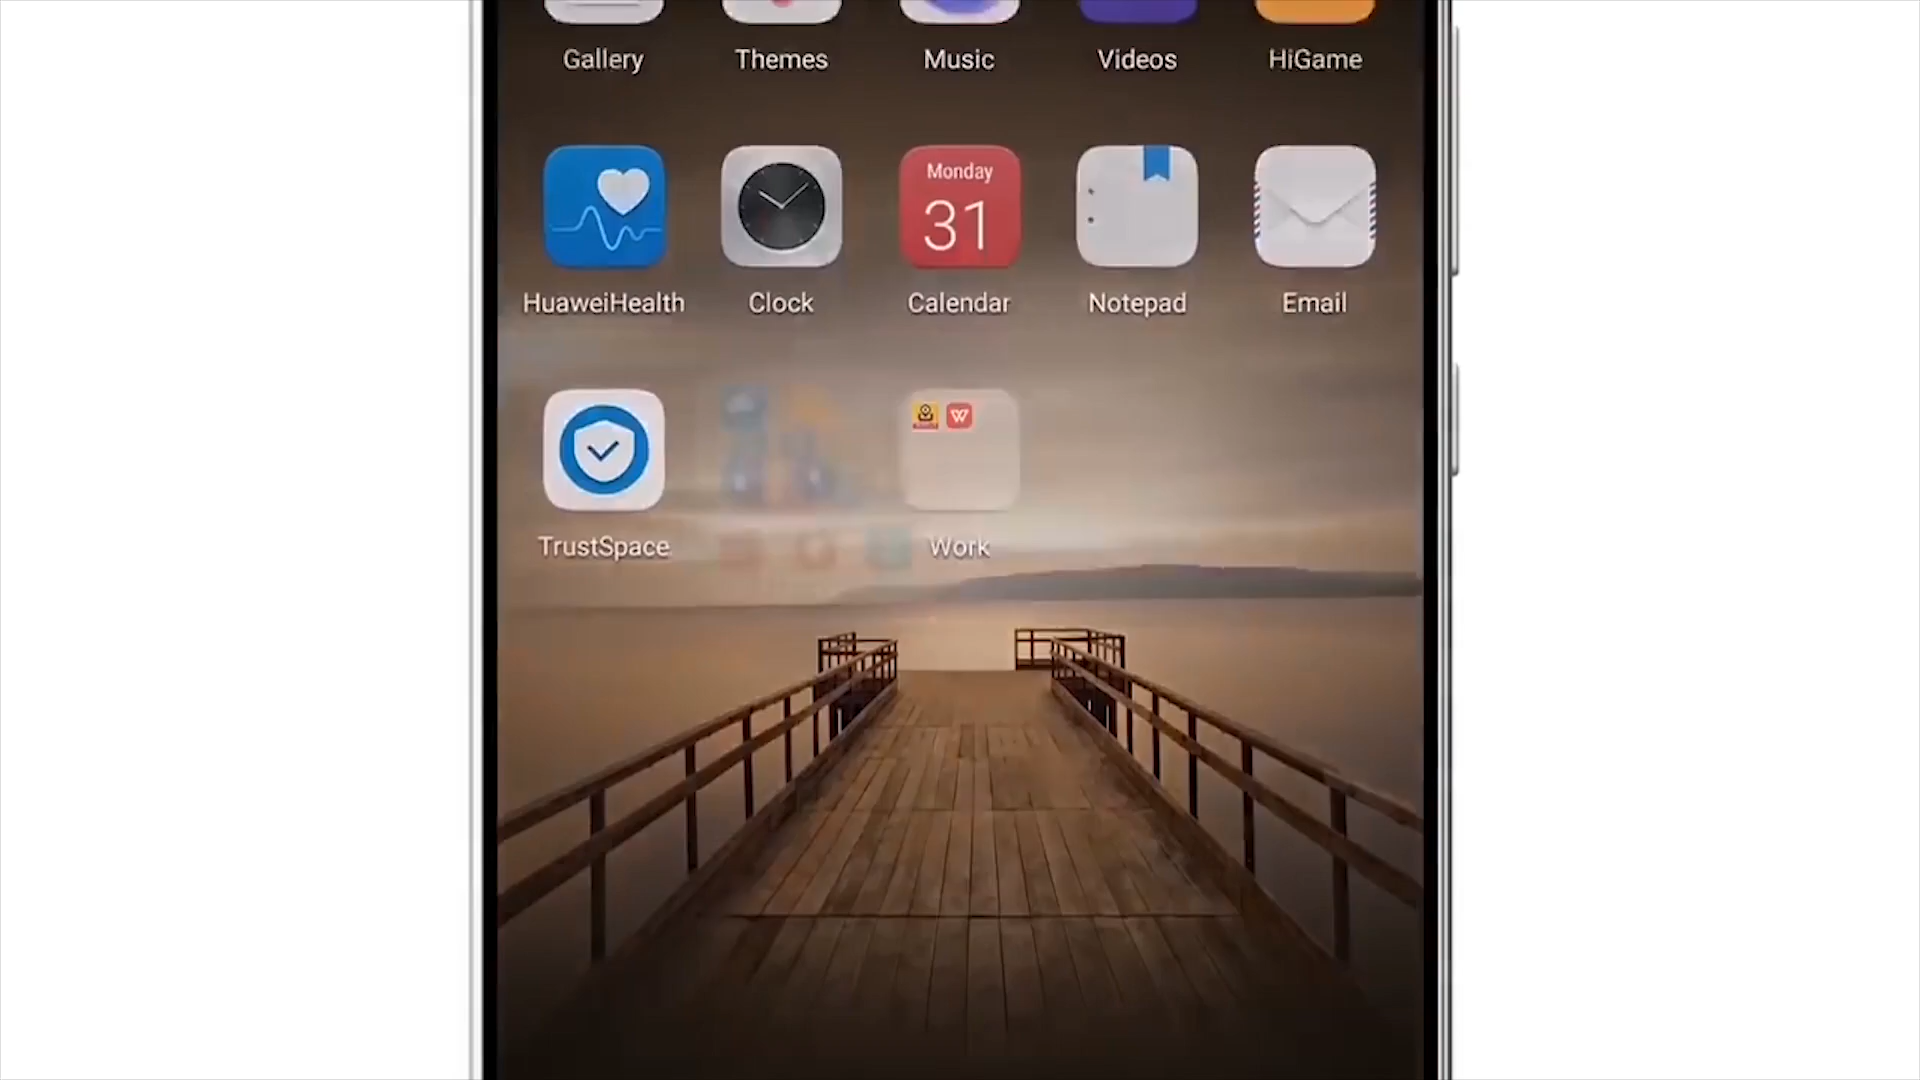 Gallery Themes Music Videos HiGame
Monday
31
HuaweiHealth Clock Calendar Notepad Email
W
TrustSpace Work